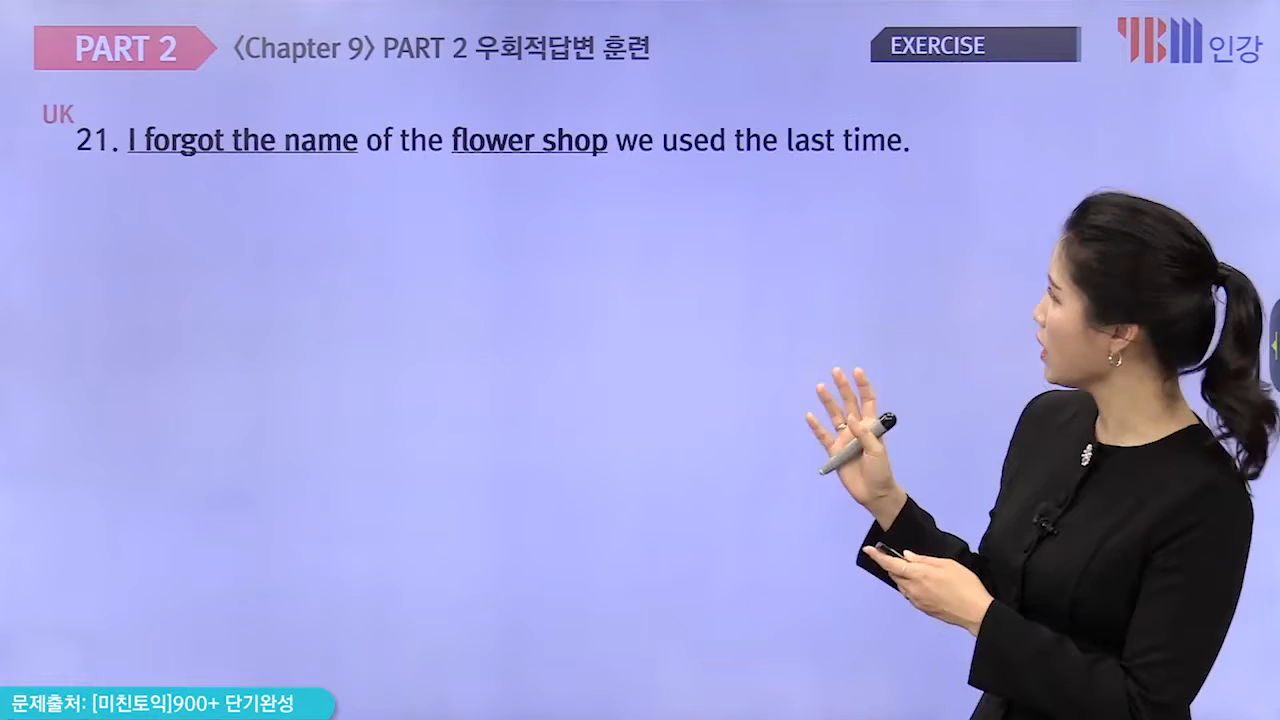 PART 2
〈Chapter 9〉 PART 2 우회적답변 훈련
EXERCISE
YBM 인강
UK
21. I forgot the name of the flower shop we used the last time.
문제출처: [미친토익]900+ 단기완성